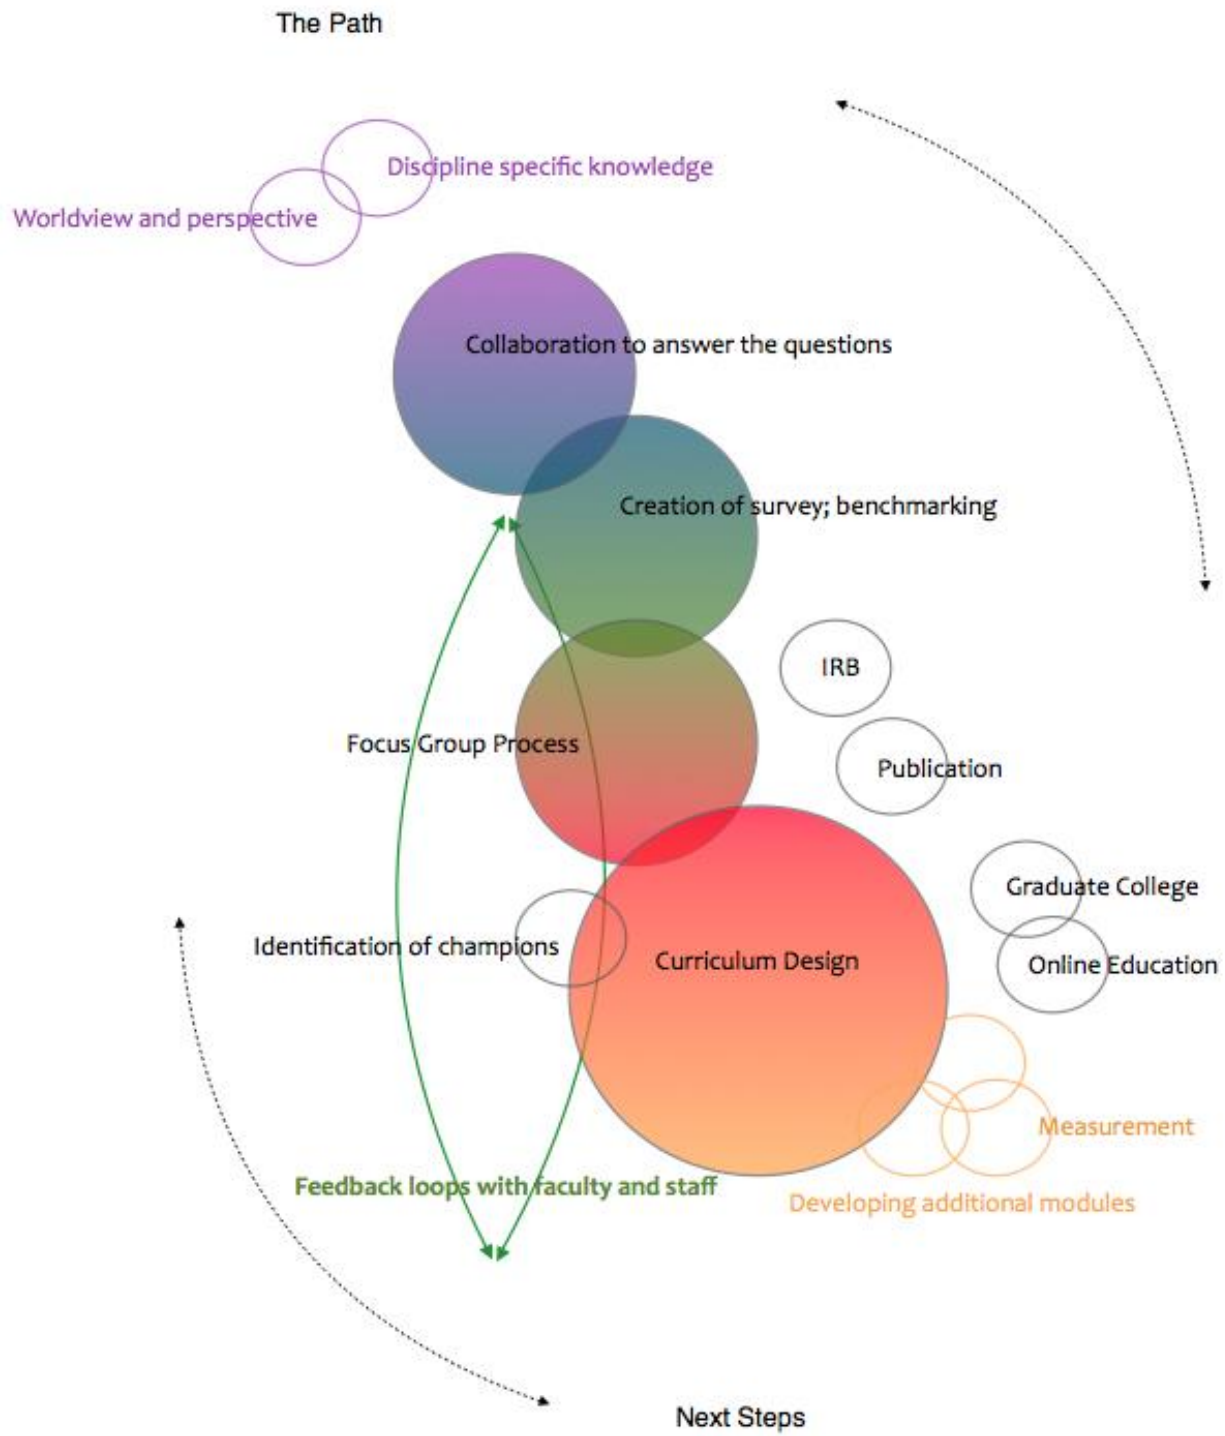 The Path
Discipline specific knowledge
Worldview and perspective
Collaboration to answer the questions
Creation of survey; benchmarking
IRB
Focus Group Process
Publication
Graduate College
Identification of champions
Curriculum Design
Online Education
Measurement
Feedback loops with faculty and staff
Developing additional modules
Next Steps